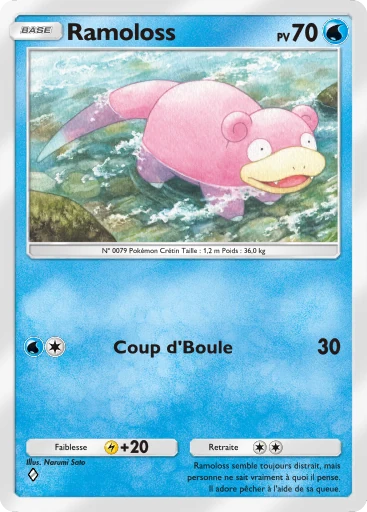 BASE Ramoloss PV 70
N° 0079 Pokémon Crétin Taille : 1,2 m Poids : 36,0 kg
Coup d'Boule 30
Faiblesse +20 Retraite
Illus. Narumi Sato
Ramoloss semble toujours distrait, mais
personne ne sait vraiment à quoi il pense.
Il adore pêcher à l'aide de sa queue.